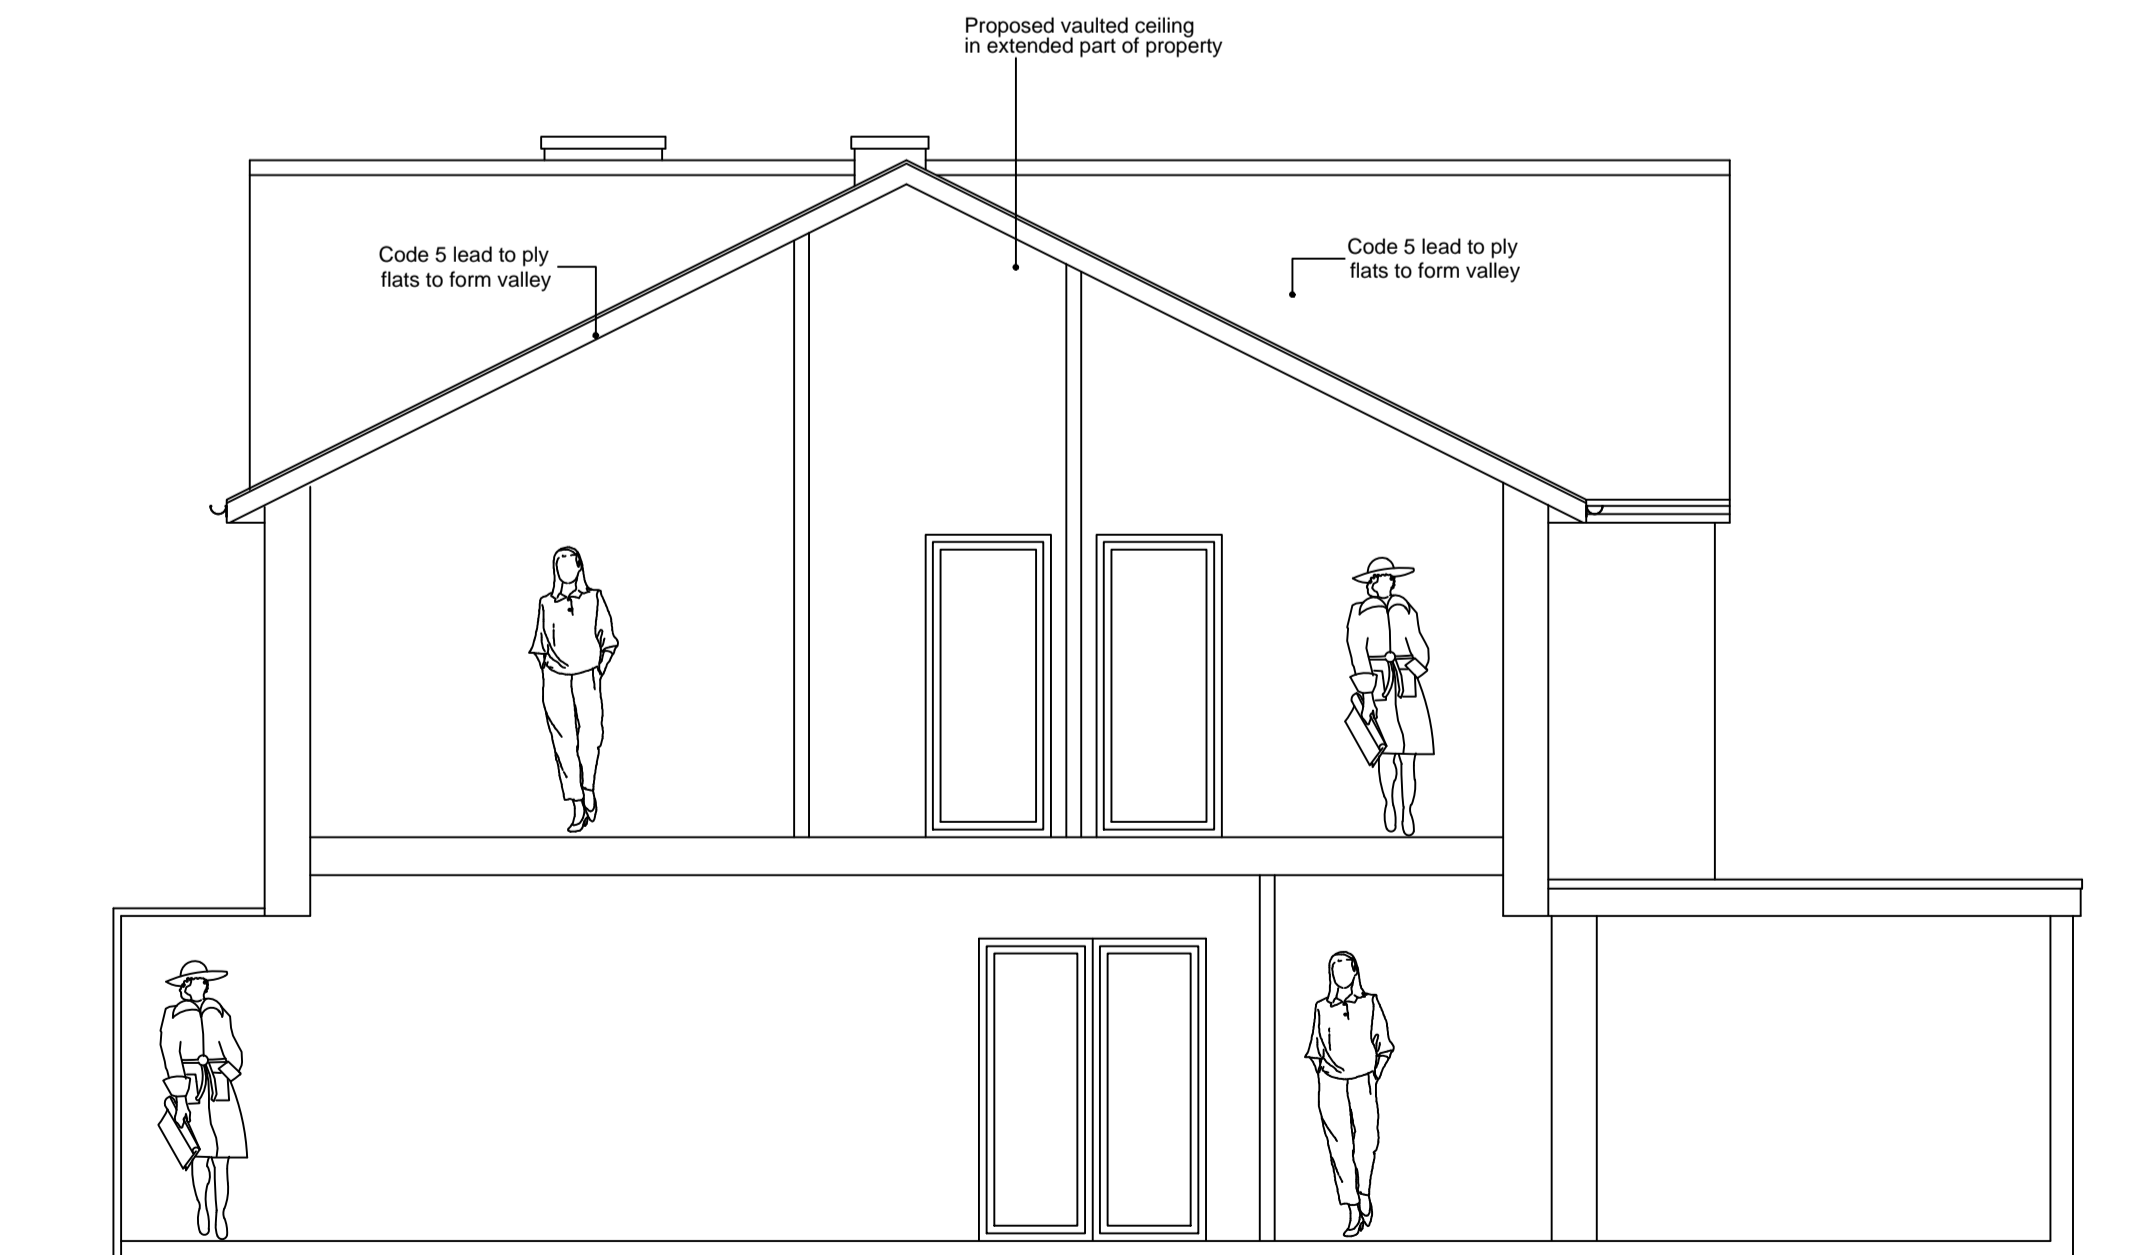 Proposed vaulted ceiling
in extended part of property
Code 5 lead to ply
flats to form valley
Code 5 lead to ply
flats to form valley